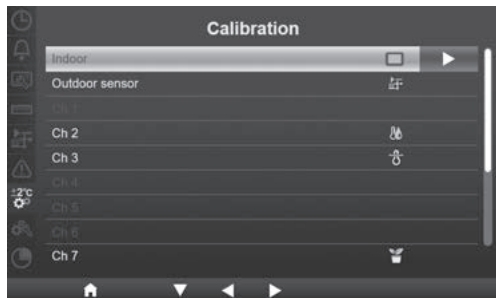 Calibration
Indoor
Outdoor sensor
Ch 1
Ch 2
Ch 3
Ch 4
Ch 5
Ch 6
Ch 7
±2°C